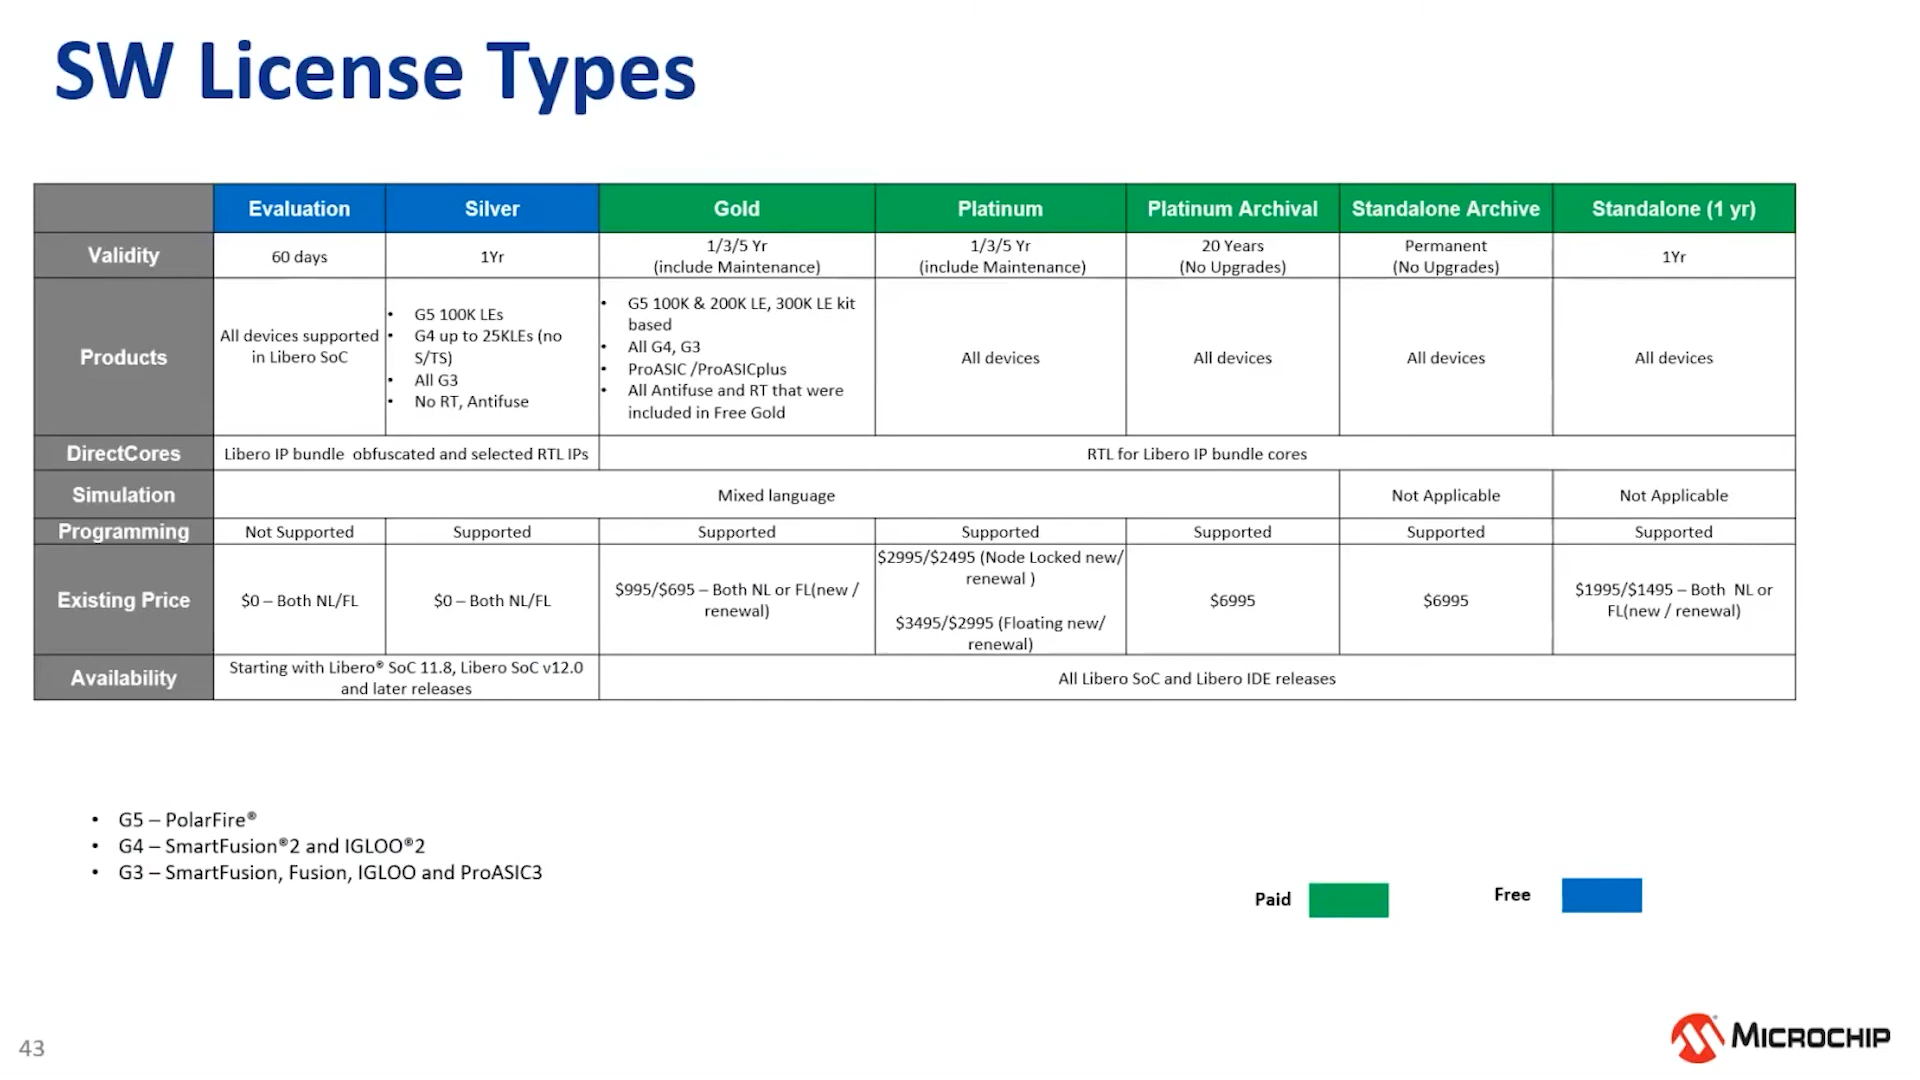 SW License Types
Evaluation Silver Gold Platinum Platinum Archival Standalone Archive Standalone (1 yr)
Validity
60 days
1Yr
1/3/5 Yr
(include Maintenance)
1/3/5 Yr
(include Maintenance)
20 Years
(No Upgrades)
Permanent
(No Upgrades)
1Yr
Products
All devices supported
in Libero SoC
• G5 100K LEs
• G4 up to 25KLEs (no
S/TS)
• All G3
• No RT, Antifuse
• G5 100K & 200K LE, 300K LE kit
based
• All G4, G3
• ProASIC /ProASICplus
• All Antifuse and RT that were
included in Free Gold
All devices
All devices
All devices
All devices
DirectCores
Libero IP bundle obfuscated and selected RTL IPs
RTL for Libero IP bundle cores
Simulation
Mixed language
Not Applicable
Not Applicable
Programming
Not Supported
Supported
Supported
Supported
Supported
Supported
Supported
Existing Price
$0 – Both NL/FL
$0 – Both NL/FL
$995/$695 – Both NL or FL(new /
renewal)
$2995/$2495 (Node Locked new/
renewal )
$3495/$2995 (Floating new/
renewal)
$6995
$6995
$1995/$1495 – Both NL or
FL(new / renewal)
Availability
Starting with Libero® SoC 11.8, Libero SoC v12.0
and later releases
All Libero SoC and Libero IDE releases
• G5 – PolarFire®
• G4 – SmartFusion®2 and IGLOO®2
• G3 – SmartFusion, Fusion, IGLOO and ProASIC3
Paid
Free
43
MICROCHIP